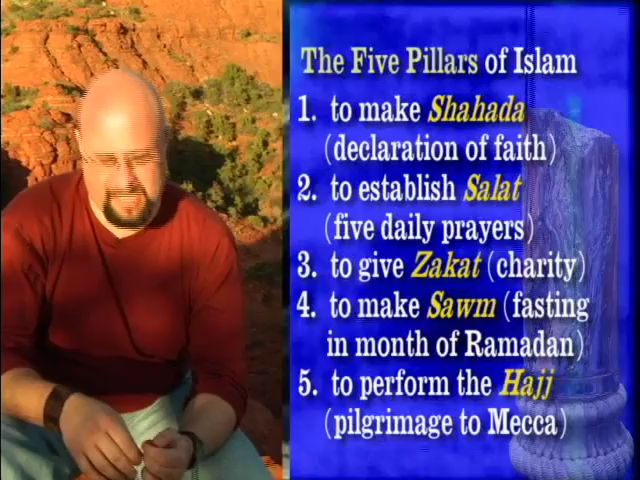 The Five Pillars of Islam
1. to make Shahada
(declaration of faith)
2. to establish Salat
(five daily prayers)
3. to give Zakat (charity)
4. to make Sawm (fasting
in month of Ramadan)
5. to perform the Hajj
(pilgrimage to Mecca)